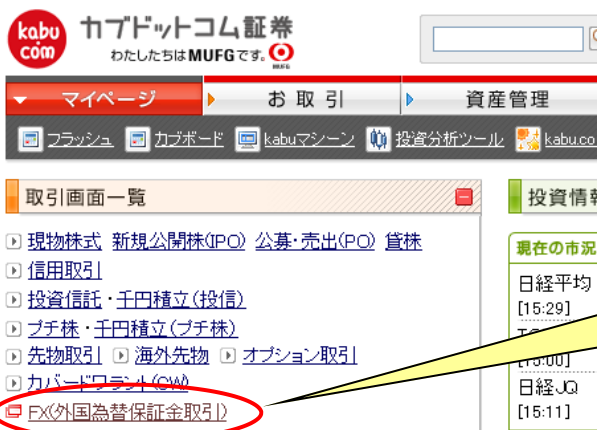 kabu
.com
カブドットコム証券
わたしたちはMUFGです。
MUFG
マイページ
お取引
資産管理
フラッシュ
カブボード
kabuマシーン
投資分析ツール
kabu.co
取引画面一覧
投資情報
現物株式 新規公開株(IPO) 公募・売出(PO) 貸株
信用取引
投資信託・千円積立(投信)
プチ株・千円積立(プチ株)
先物取引 海外先物 オプション取引
カバードワラント(CW)
FX(外国為替保証金取引)
現在の市況
日経平均
[15:29]
[15:00]
日経JQ
[15:11]